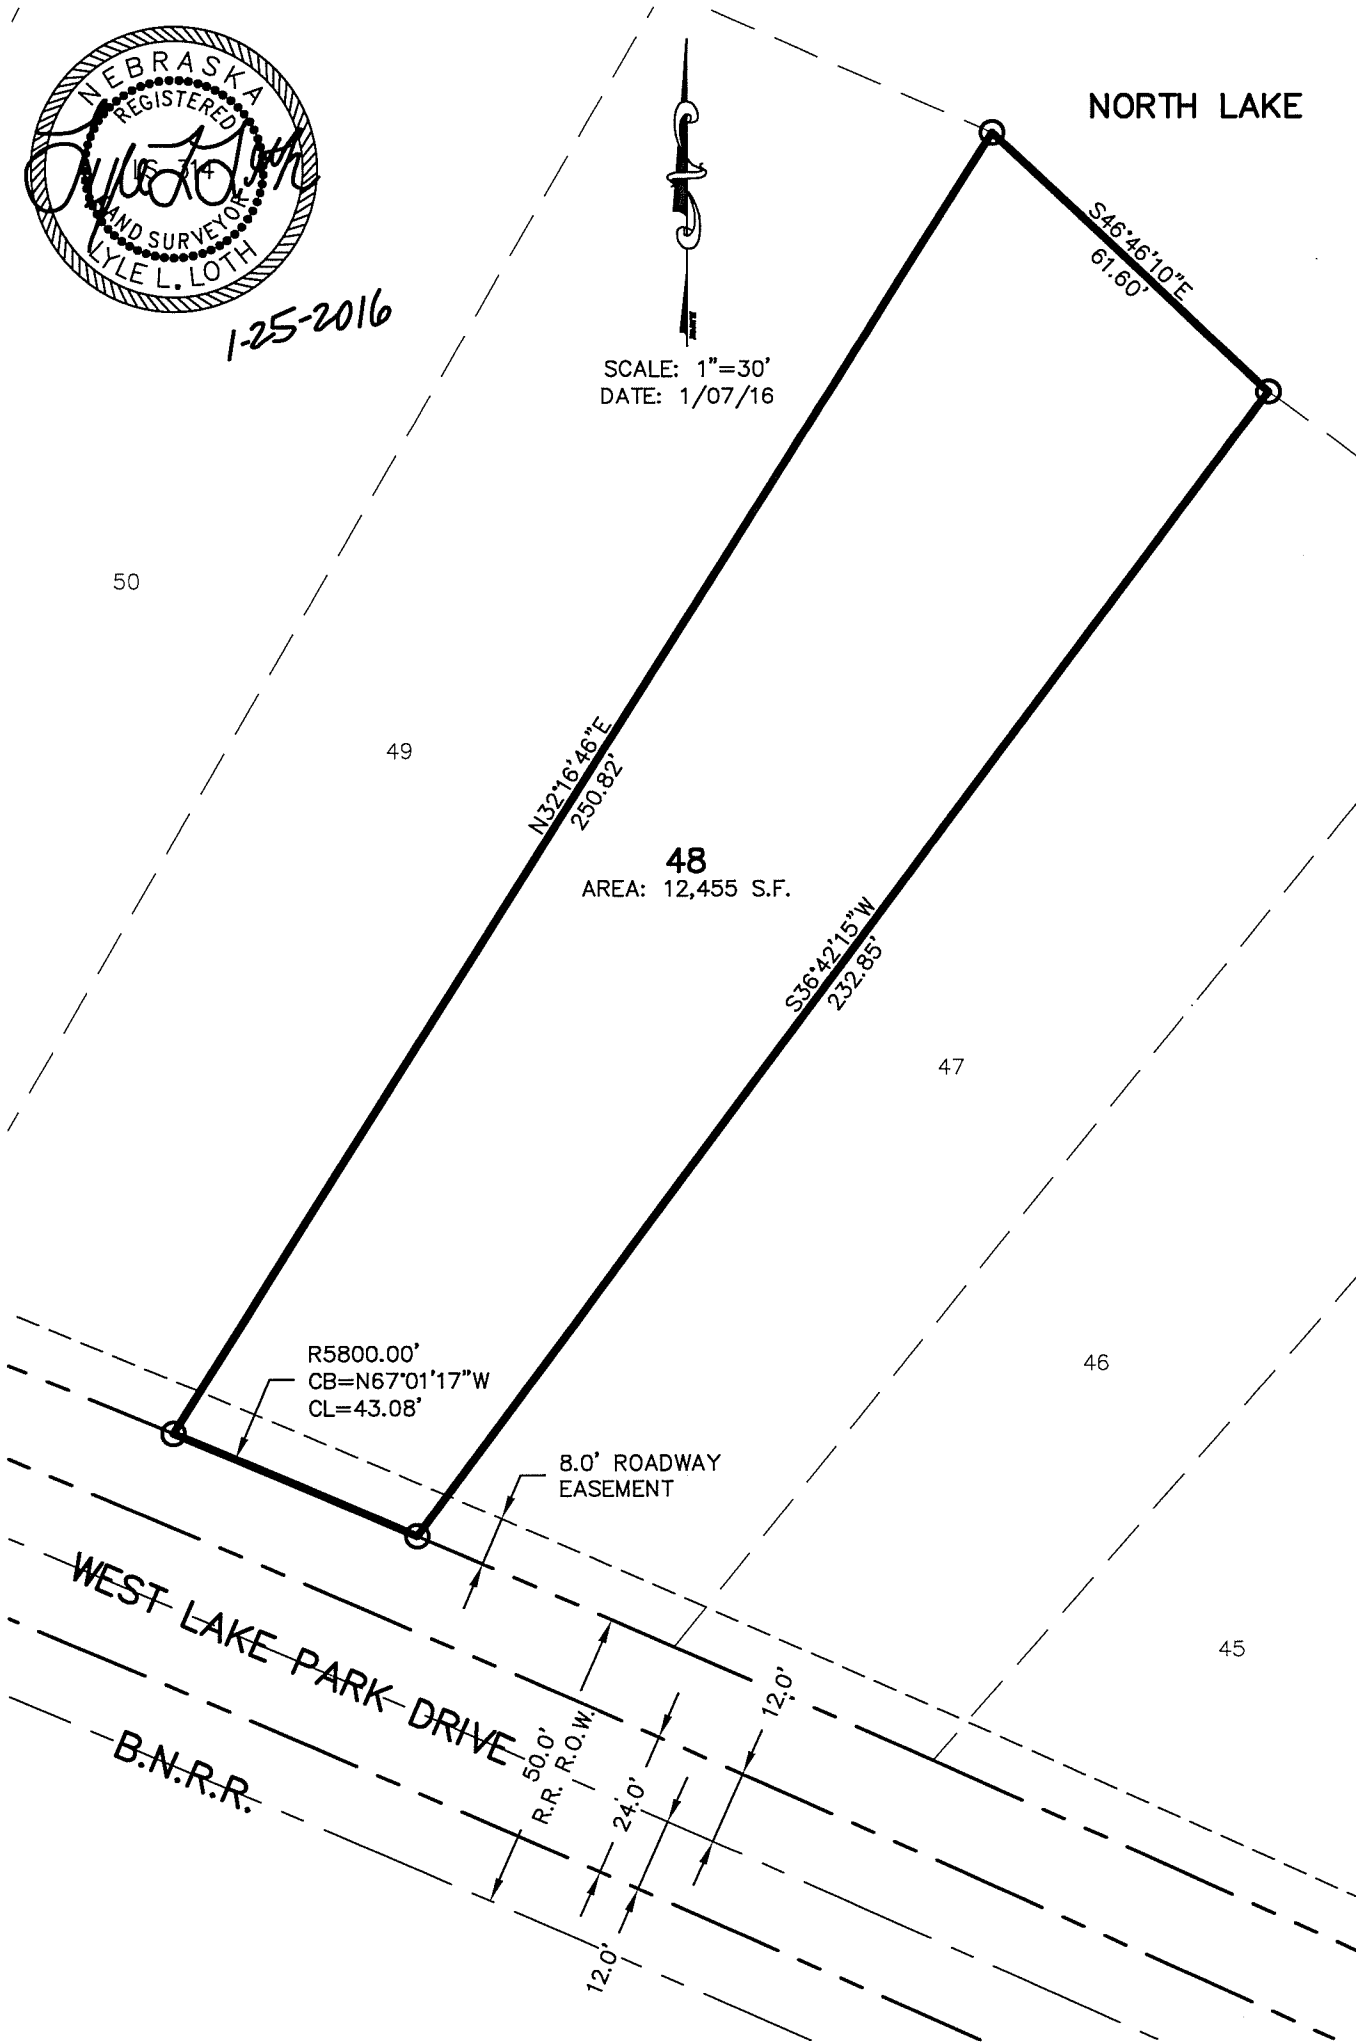 NEBRASKA
REGISTERED
LS 314
LAND SURVEYOR
LYLE L. LOTH
1-25-2016
SCALE: 1"=30'
DATE: 1/07/16
NORTH LAKE
S46°46'10"E
61.60'
50
49
N32°16'46"E
250.82'
48
AREA: 12,455 S.F.
S36°42'15"W
232.85'
47
46
45
R5800.00'
CB=N67°01'17"W
CL=43.08'
8.0' ROADWAY
EASEMENT
WEST LAKE PARK DRIVE
B.N.R.R.
50.0'
R.R. R.O.W.
24.0'
12.0'
12.0'